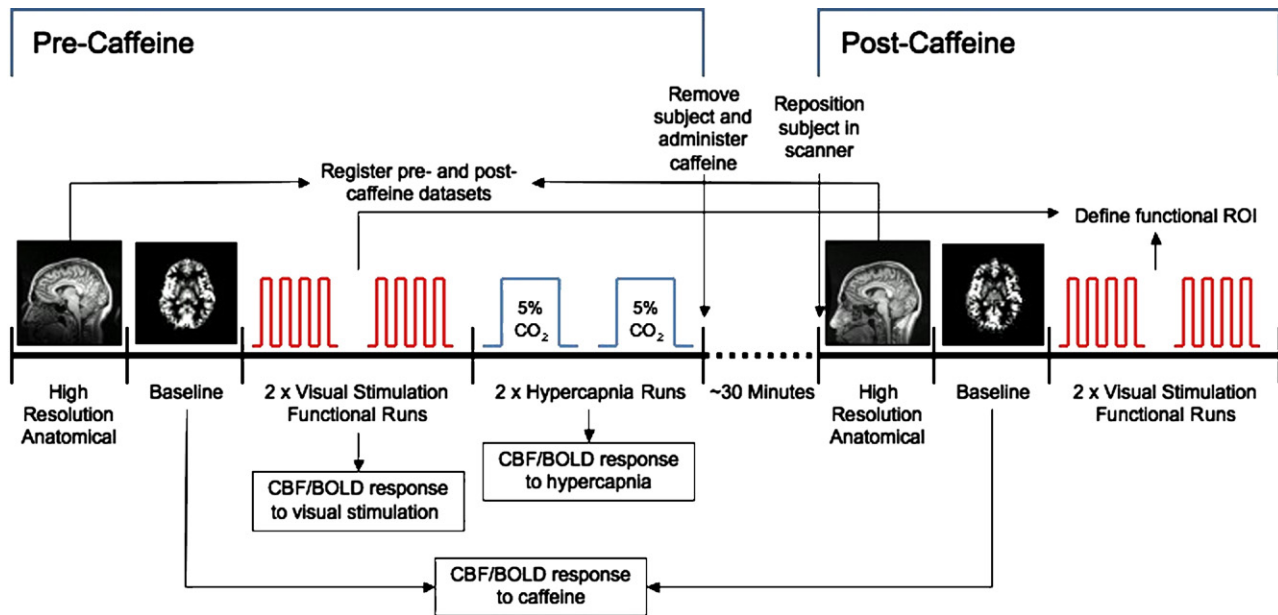 Pre-Caffeine
Post-Caffeine
Remove
subject and
administer
caffeine
Reposition
subject in
scanner
Register pre- and post-
caffeine datasets
Define functional ROI
5%
CO₂
5%
CO₂
High
Resolution
Anatomical
Baseline
2 x Visual Stimulation
Functional Runs
2 x Hypercapnia Runs
~30 Minutes
High
Resolution
Anatomical
Baseline
2 x Visual Stimulation
Functional Runs
CBF/BOLD response
to visual stimulation
CBF/BOLD response
to hypercapnia
CBF/BOLD response
to caffeine